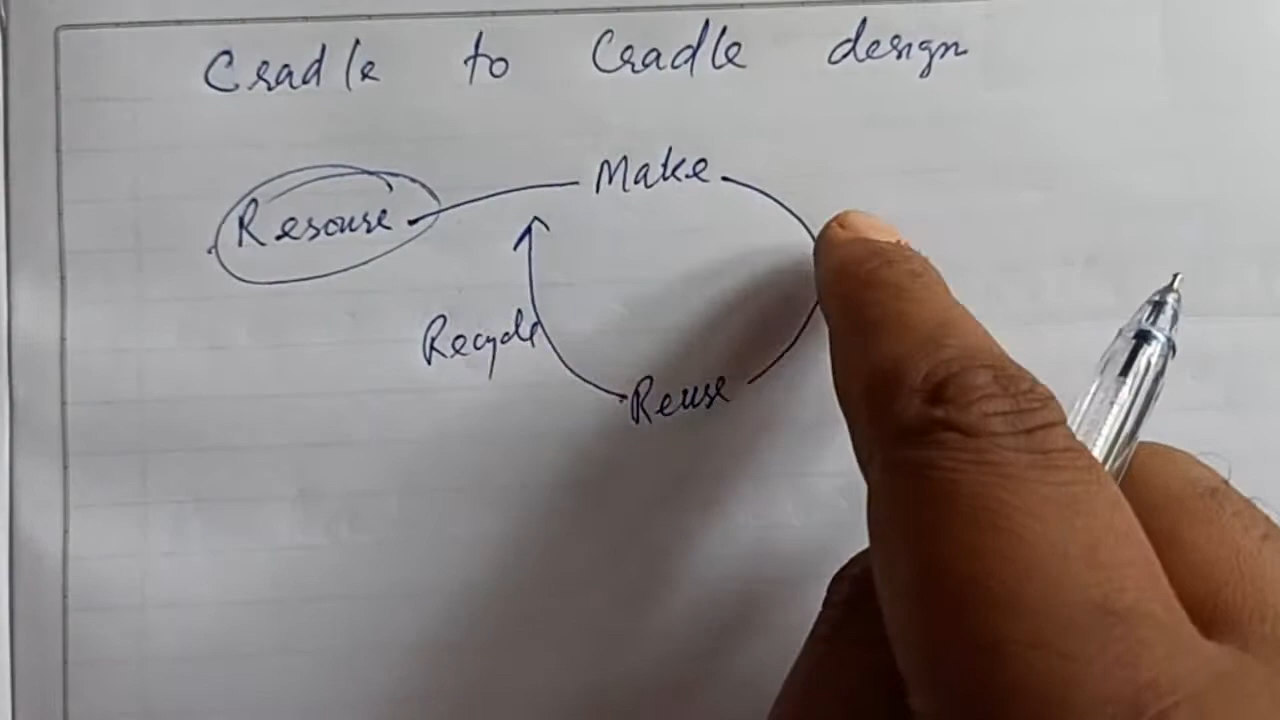 Cradle to Cradle design
Make
Resourse
Recycle
Reuse